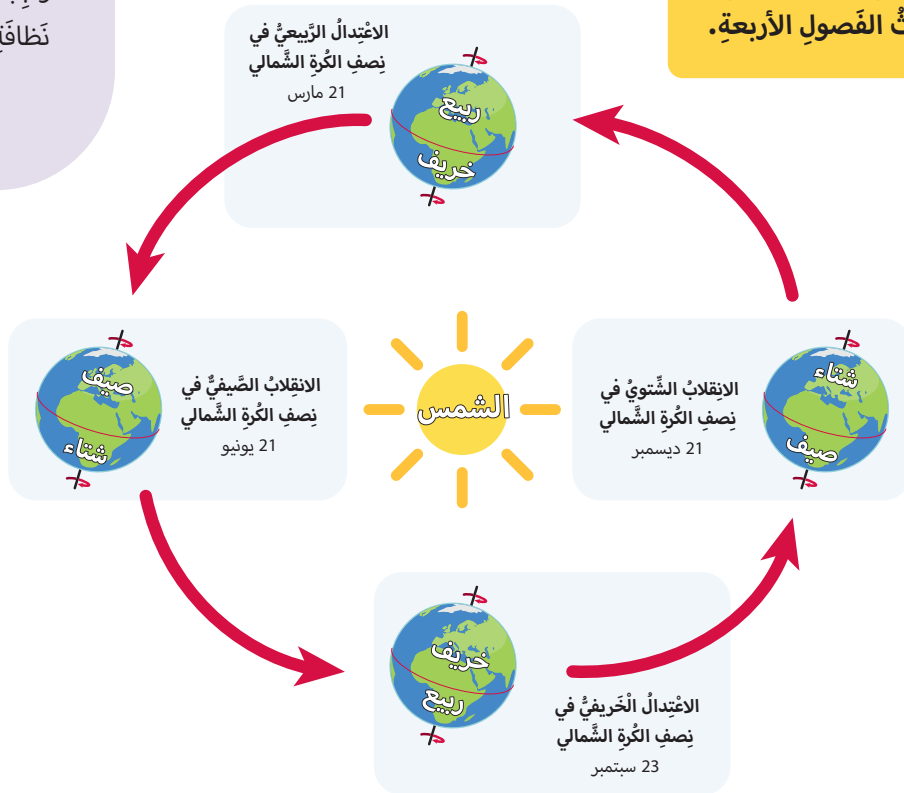 ثُ الفَصولِ الأربعةِ.
نَظافَةِ
الاعْتِدالُ الرَّبيعيُّ في
نِصفِ الكُرةِ الشَّمالي
21 مارس
ربيع
خريف
شتاء
صيف
الانقِلابُ الشِّتويُ في
نِصفِ الكُرةِ الشَّمالي
21 ديسمبر
الشمس
الانقِلابُ الصَّيفيُّ في
نِصفِ الكُرةِ الشَّمالي
21 يونيو
صيف
شتاء
خريف
ربيع
الاعْتِدالُ الْخَريفيُّ في
نِصفِ الكُرةِ الشَّمالي
23 سبتمبر